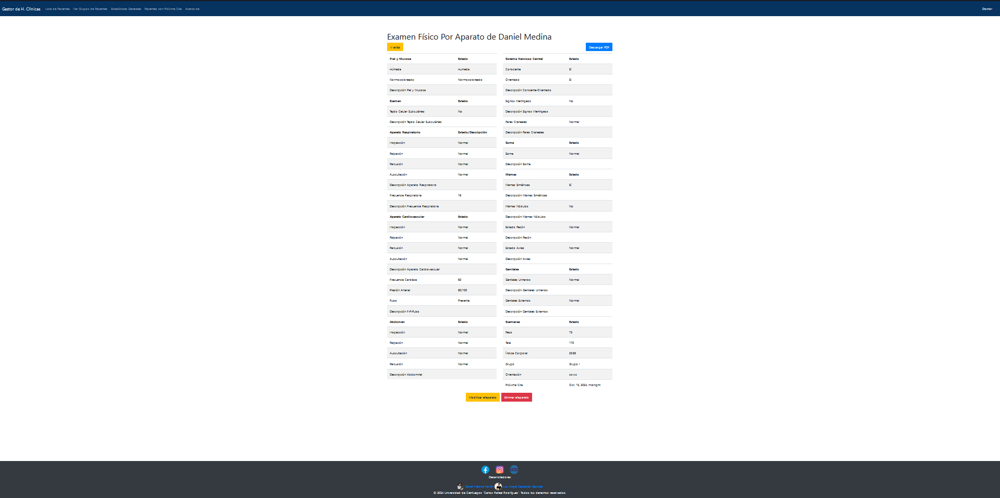 Gestor de H. Clínicas Lista de Pacientes Ver Grupos de Pacientes Estadísticas Generales Pacientes con Próxima Cita Acerca de Doctor
Examen Físico Por Aparato de Daniel Medina
Ir atrás Descargar PDF
Piel y Mucosa Estado
Húmeda Humeda
Normocoloreado Normocoloreado
Descripción Piel y Mucosa
Examen Estado
Tejido Celular Subcutáneo No
Descripción Tejido Celular Subcutáneo
Aparato Respiratorio Estado/Descripción
Inspección Normal
Palpación Normal
Percusión Normal
Auscultación Normal
Descripción Aparato Respiratorio
Frecuencia Respiratoria 16
Descripción Frecuencia Respiratoria
Aparato Cardiovascular Estado
Inspección Normal
Palpación Normal
Percusión Normal
Auscultación Normal
Descripción Aparato Cardiovascular
Frecuencia Cardíaca 60
Presión Arterial 80/100
Pulso Presente
Descripción F-P-Pulso
Abdomen Estado
Inspección Normal
Palpación Normal
Auscultación Normal
Percusión Normal
Descripción Abdominal
Sistema Nervioso Central Estado
Consciente Sí
Orientado Sí
Descripción Conciente-Orientado
Signos Meníngeos No
Descripción Signos Meníngeos
Pares Craneales Normal
Descripción Pares Craneales
Soma Estado
Soma Normal
Descripción Soma
Mamas Estado
Mamas Simétricas Sí
Descripción Mamas Simétricas
Mamas Nódulos No
Descripción Mamas Nódulos
Estado Pezón Normal
Descripción Pezón
Estado Axilas Normal
Descripción Axilas
Genitales Estado
Genitales Urinarios Normal
Descripción Genitales Urinarios
Genitales Externos Normal
Descripción Genitales Externos
Examenes Estado
Peso 75
Talla 170
Índice Corporal 25.95
Grupo Grupo I
Orientación
Próxima Cita Oct. 15, 2024, midnight
Modificar efaparato Eliminar efaparato
Desarrolladores:
Daniel Medina Luis Angel
© 2024 Universidad de Cienfuegos "Carlos Rafael Rodríguez". Todos los derechos reservados.